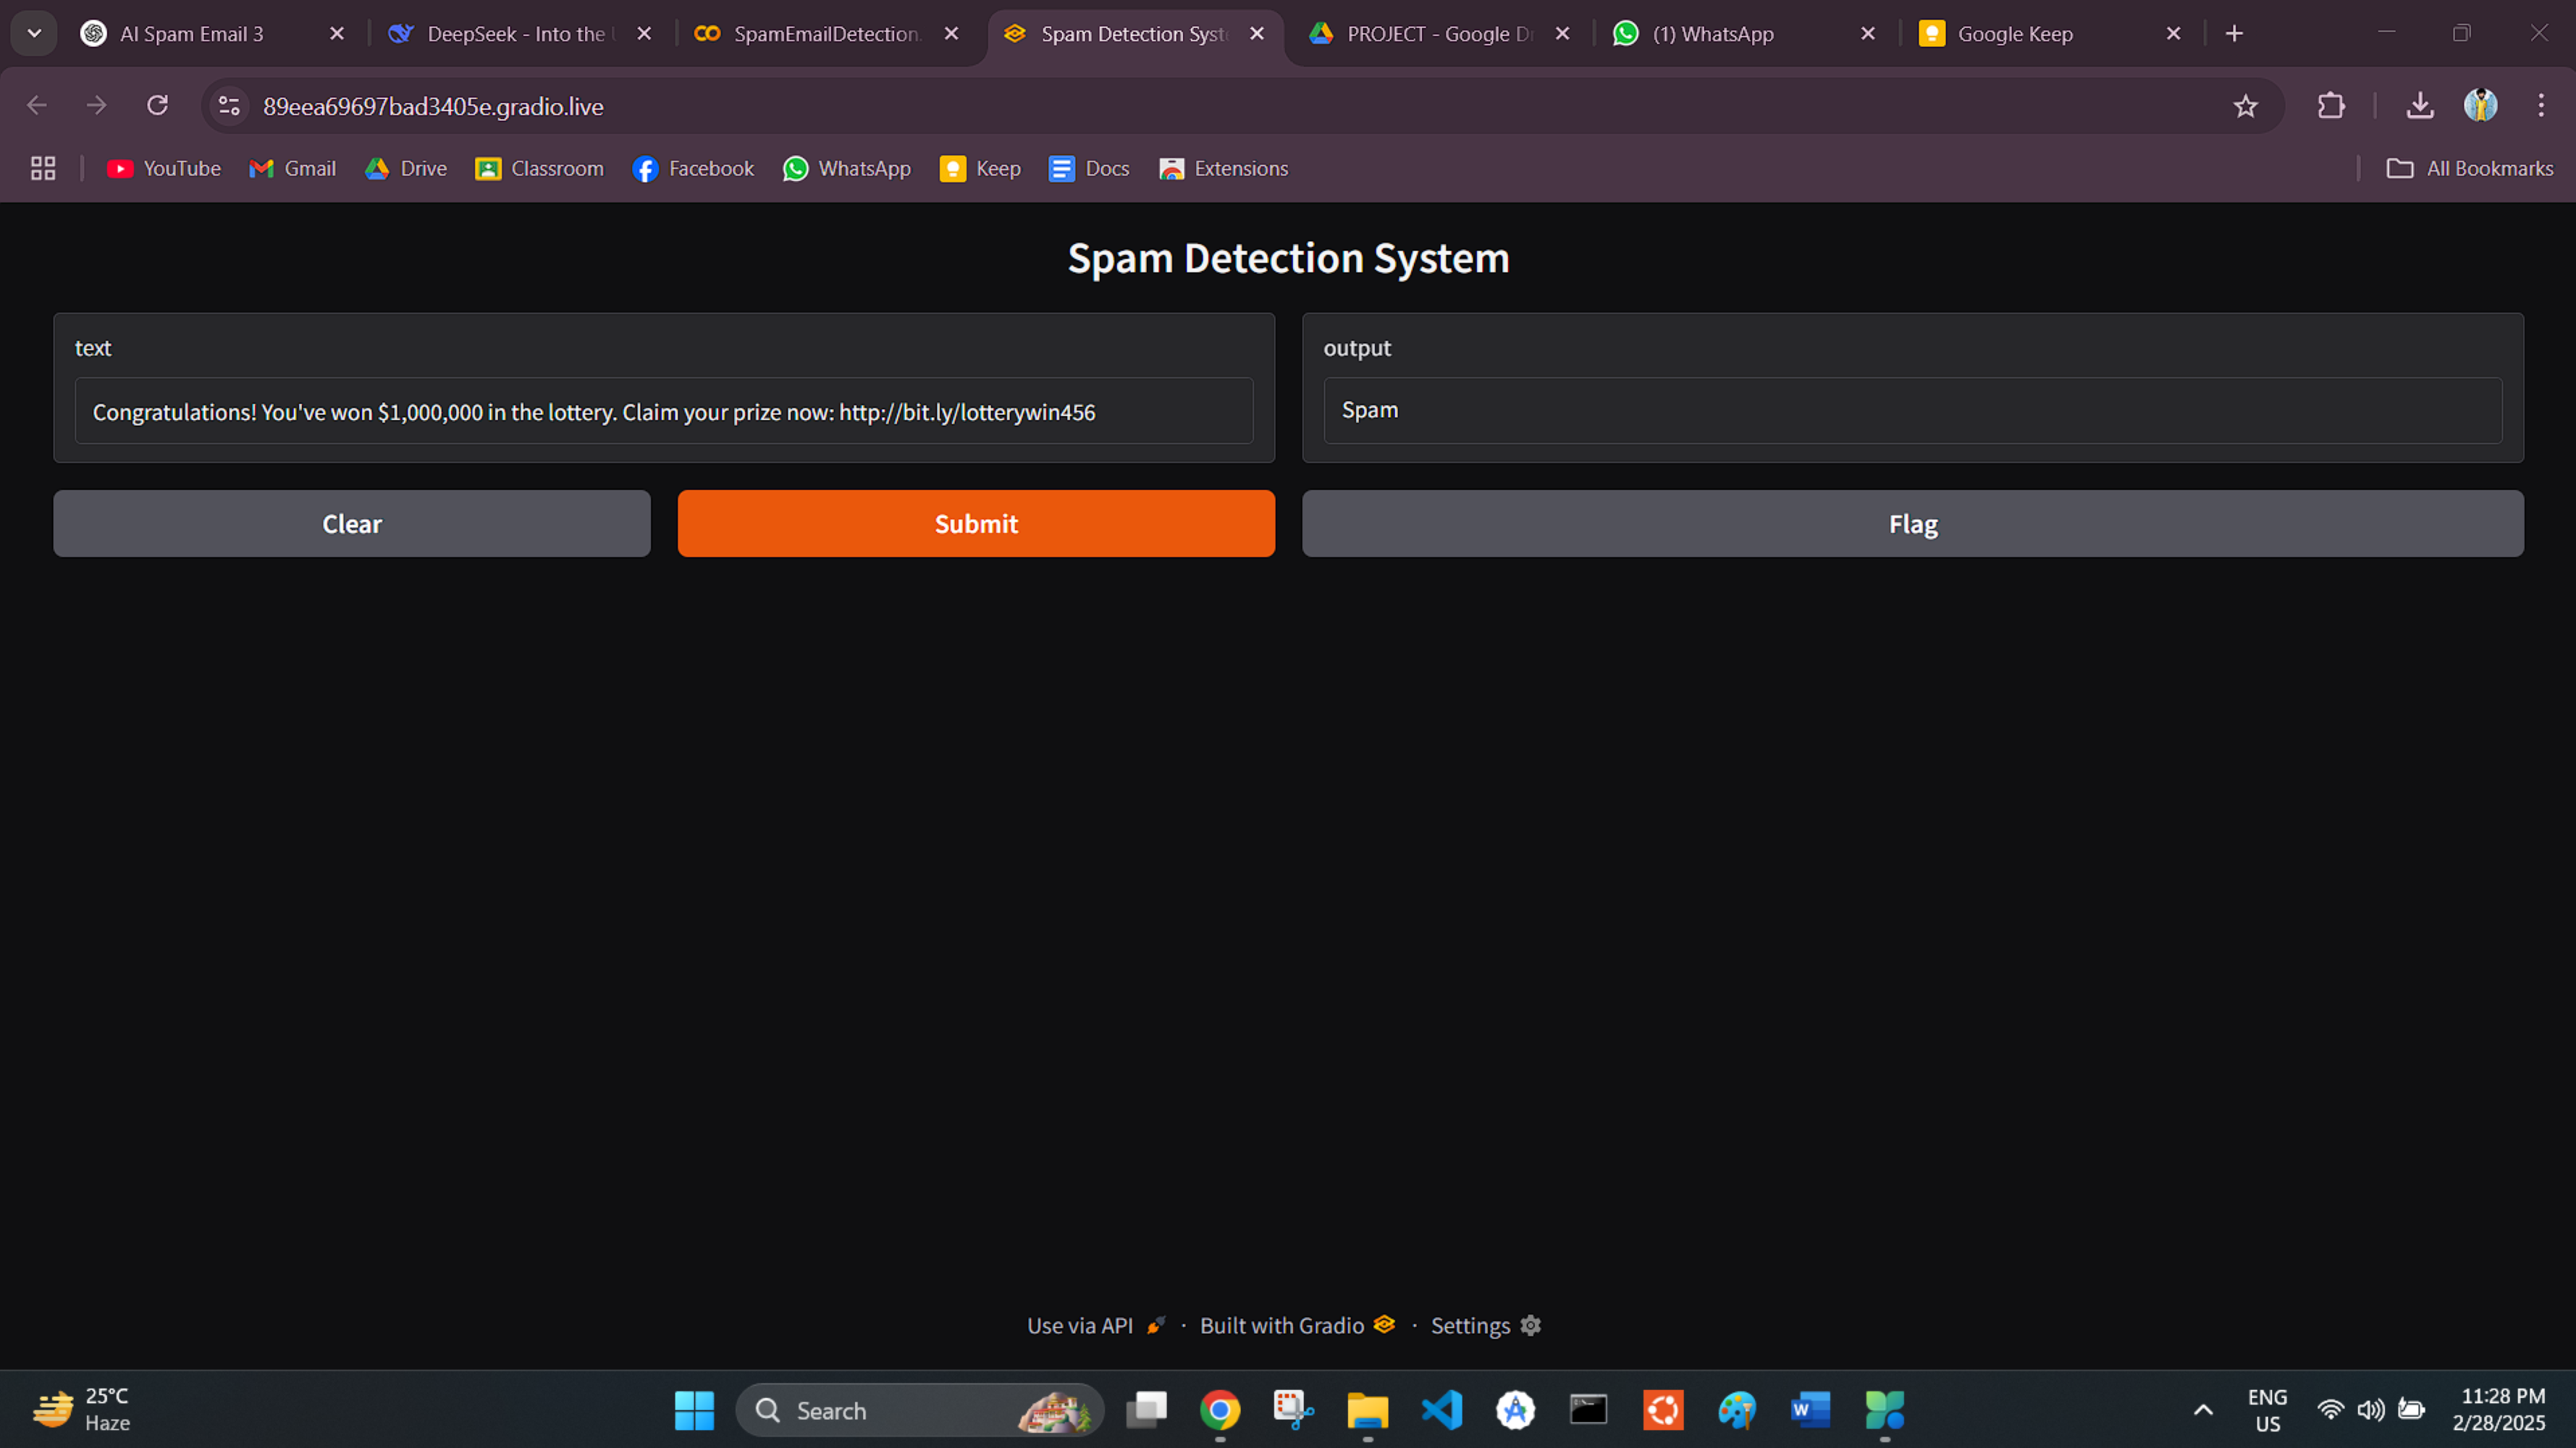 AI Spam Email 3
DeepSeek - Into the
SpamEmailDetection.
Spam Detection Syst
PROJECT - Google D
(1) WhatsApp
Google Keep
89eea69697bad3405e.gradio.live
YouTube
Gmail
Drive
Classroom
Facebook
WhatsApp
Keep
Docs
Extensions
All Bookmarks
Spam Detection System
text
Congratulations! You've won $1,000,000 in the lottery. Claim your prize now: http://bit.ly/lotterywin456
output
Spam
Clear
Submit
Flag
Use via API · Built with Gradio · Settings
25°C
Haze
Search
ENG
US
11:28 PM
2/28/2025